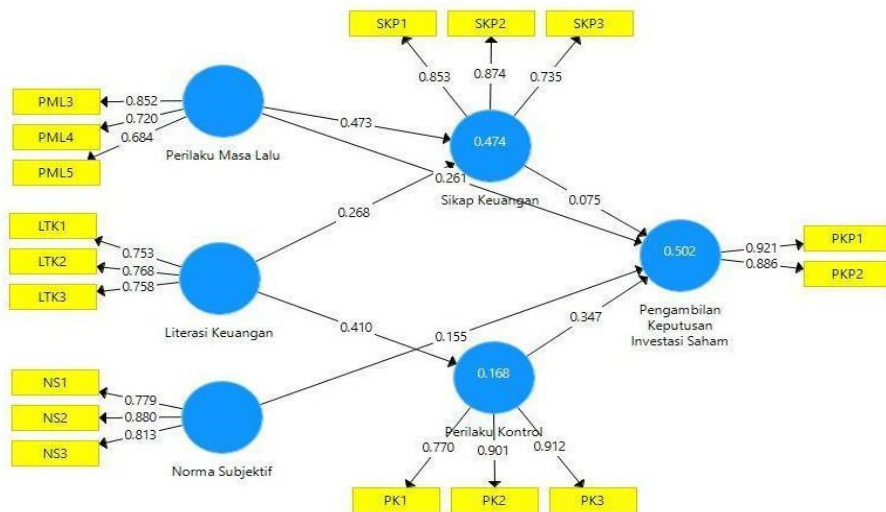 SKP1
SKP2
SKP3
0.853
0.874
0.735
PML3
PML4
PML5
0.852
0.720
0.684
Perilaku Masa Lalu
0.473
0.474
Sikap Keuangan
0.261
0.268
0.075
LTK1
LTK2
LTK3
0.753
0.768
0.758
Literasi Keuangan
0.502
Pengambilan
Keputusan
Investasi Saham
0.921
0.886
PKP1
PKP2
0.410
0.155
0.347
0.168
Perilaku Kontrol
NS1
NS2
NS3
0.779
0.880
0.813
Norma Subjektif
0.770
0.901
0.912
PK1
PK2
PK3